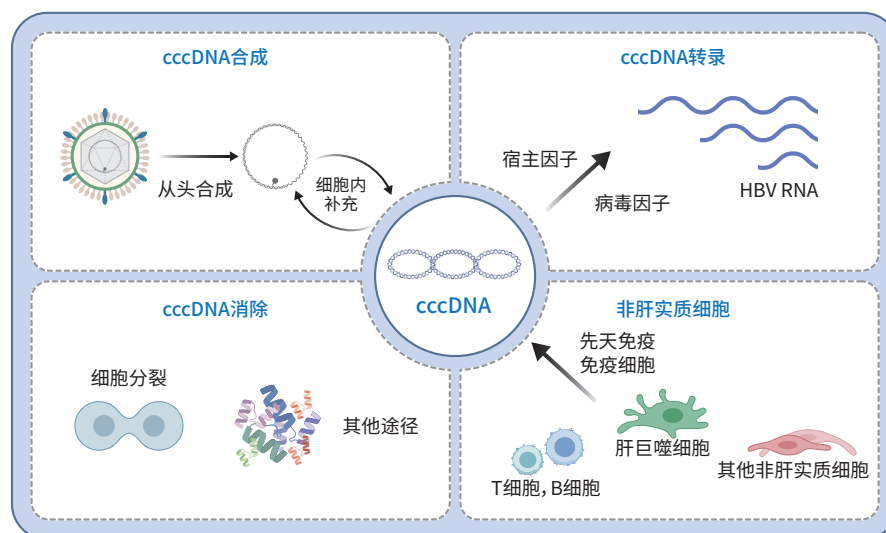 cccDNA合成
从头合成
细胞内
补充
cccDNA转录
宿主因子
病毒因子
HBV RNA
cccDNA
cccDNA消除
细胞分裂
其他途径
非肝实质细胞
先天免疫
免疫细胞
肝巨噬细胞
T细胞，B细胞
其他非肝实质细胞